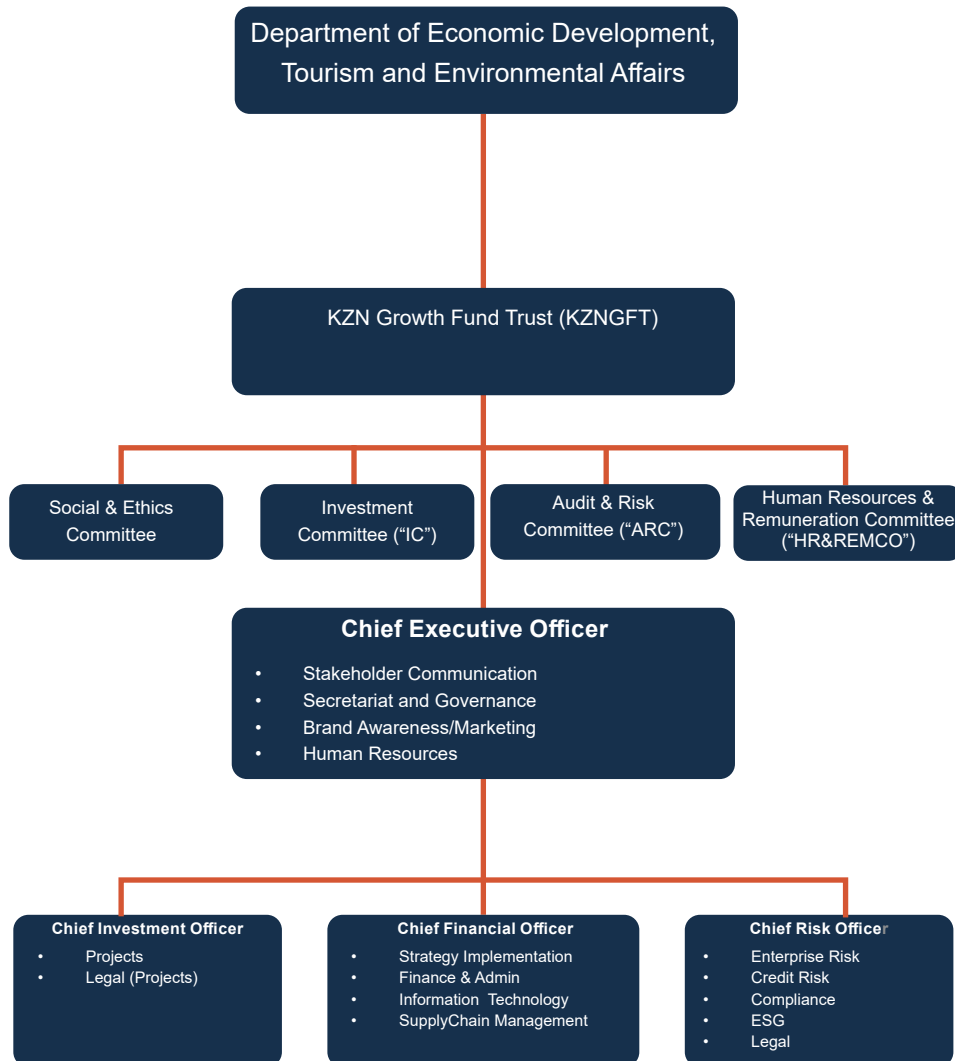 Department of Economic Development,
Tourism and Environmental Affairs
KZN Growth Fund Trust (KZNGFT)
Social & Ethics
Committee
Investment
Committee (“IC”)
Audit & Risk
Committee (“ARC”)
Human Resources &
Remuneration Committee
(“HR&REMCO”)
Chief Executive Officer
• Stakeholder Communication
• Secretariat and Governance
• Brand Awareness/Marketing
• Human Resources
Chief Investment Officer
• Projects
• Legal (Projects)
Chief Financial Officer
• Strategy Implementation
• Finance & Admin
• Information Technology
• SupplyChain Management
Chief Risk Officer
• Enterprise Risk
• Credit Risk
• Compliance
• ESG
• Legal